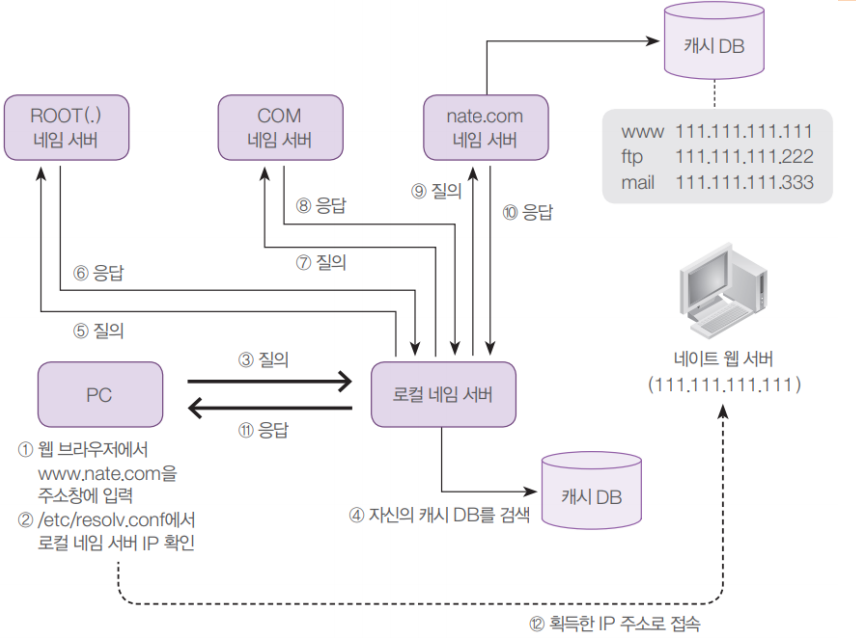 캐시 DB
ROOT(.)
네임 서버
COM
네임 서버
nate.com
네임 서버
www 111.111.111.111
ftp 111.111.111.222
mail 111.111.111.333
⑨ 질의
⑧ 응답
⑩ 응답
⑦ 질의
⑥ 응답
⑤ 질의
③ 질의
네이트 웹 서버
(111.111.111.111)
PC
로컬 네임 서버
⑪ 응답
① 웹 브라우저에서
www.nate.com을
주소창에 입력
② /etc/resolv.conf에서
로컬 네임 서버 IP 확인
④ 자신의 캐시 DB를 검색
캐시 DB
⑫ 획득한 IP 주소로 접속